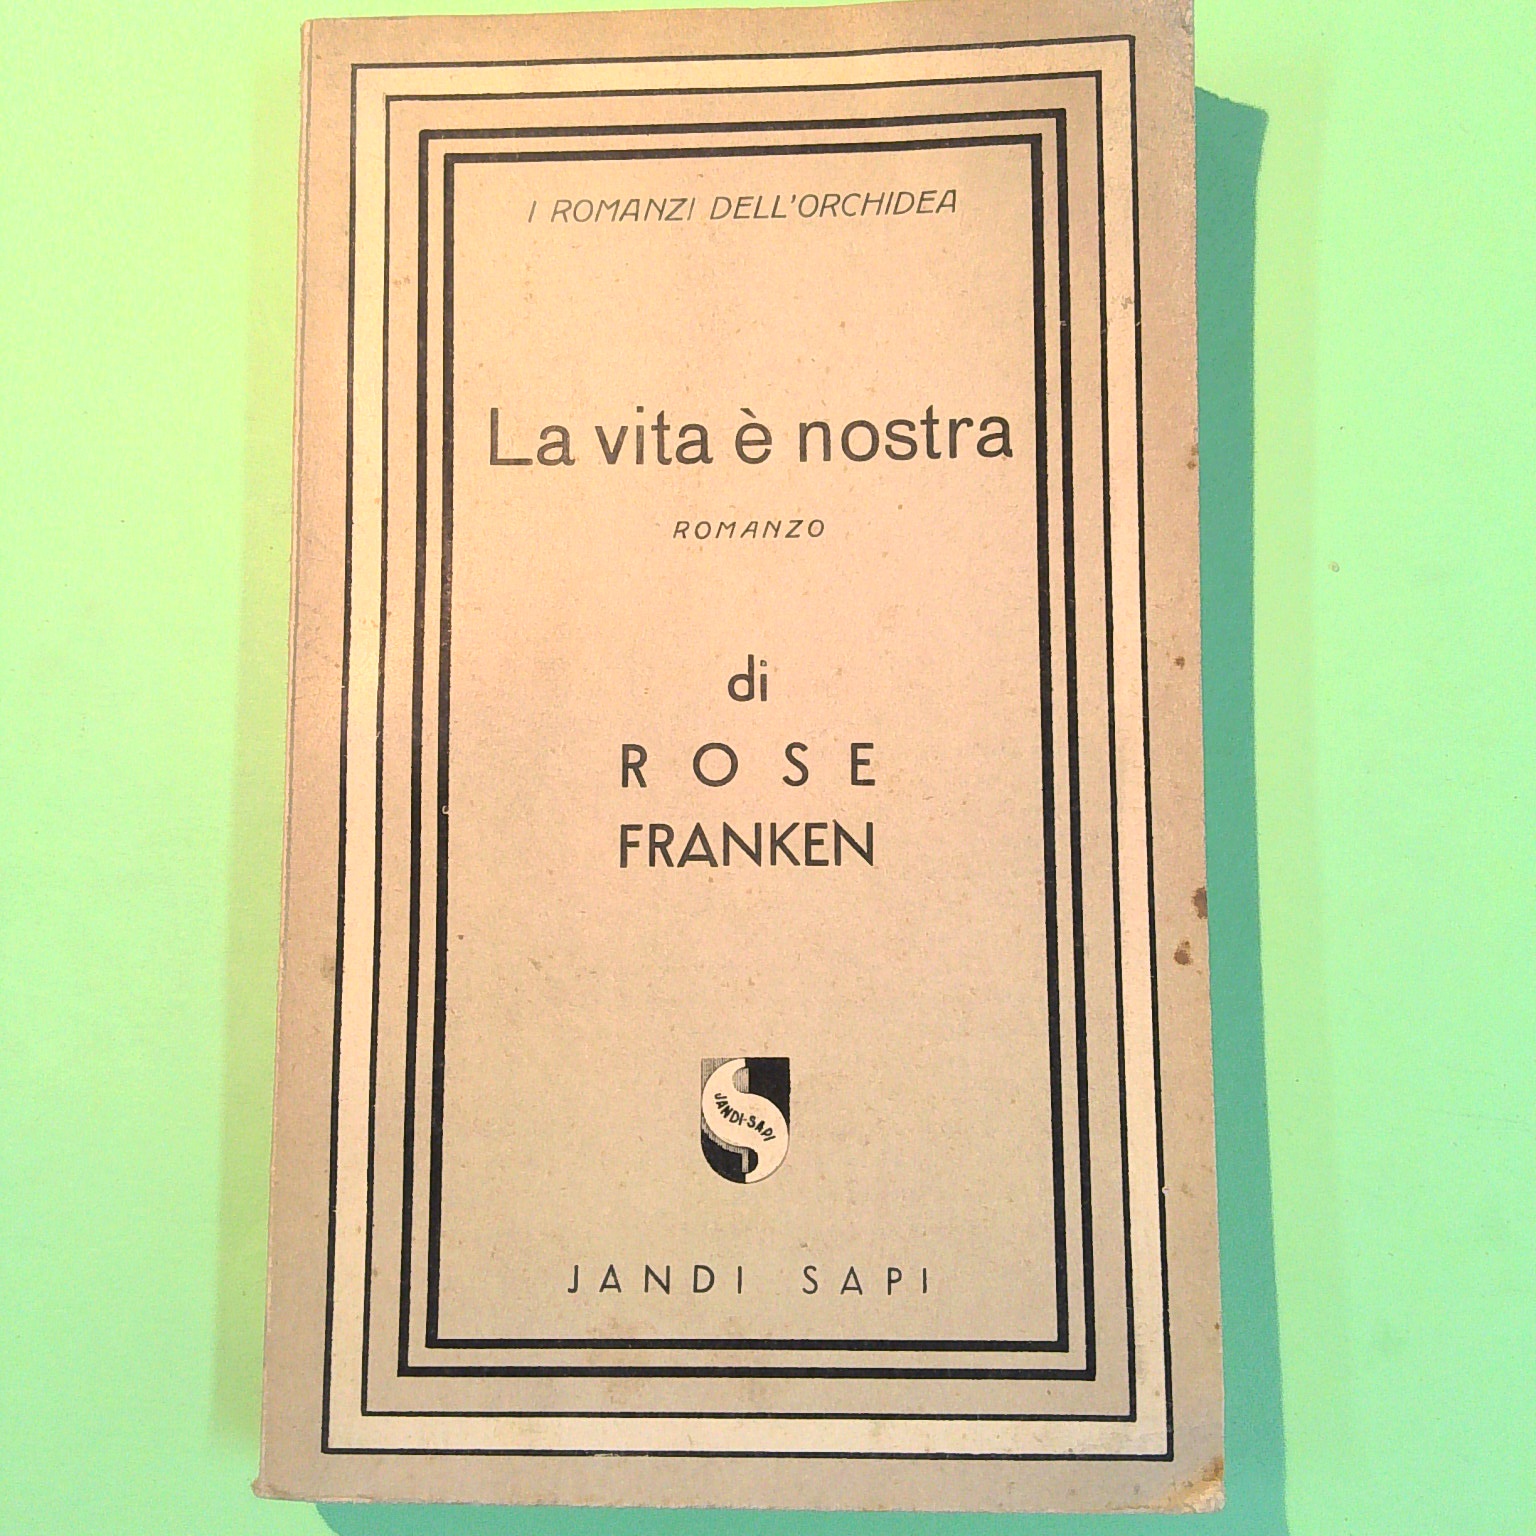 I ROMANZI DELL'ORCHIDEA
La vita è nostra
ROMANZO
di
ROSE
FRANKEN
JANDI-SAPI
JANDI SAPI